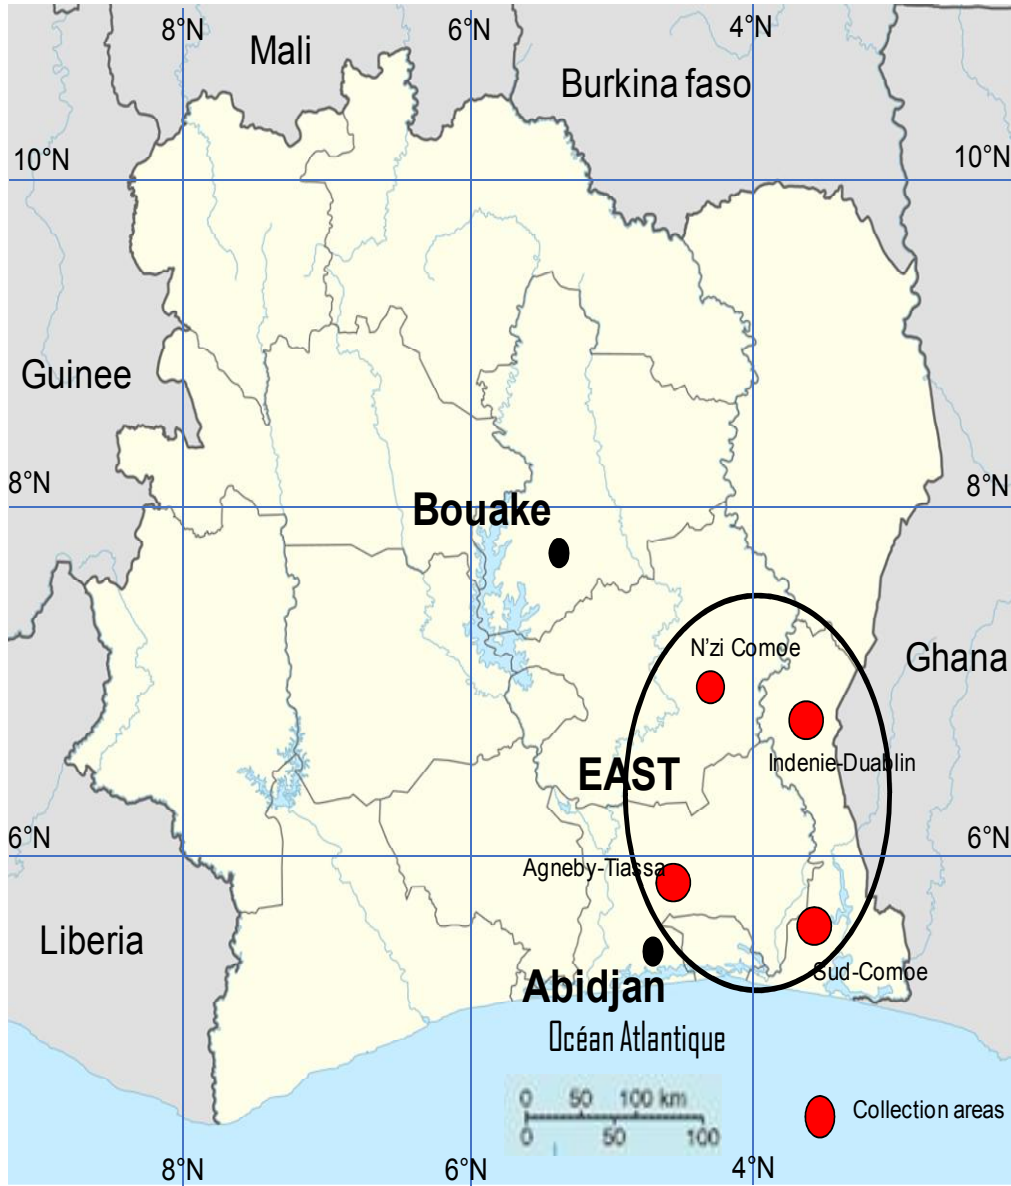 8°N 6°N 4°N
Mali
Burkina faso
10°N 10°N
Guinee
8°N 8°N
Bouake
N'zi Comoe
Ghana
Indenie-Duablin
EAST
6°N 6°N
Agneby-Tiassa
Liberia
Sud-Comoe
Abidjan
Océan Atlantique
0 50 100 km
0 50 100
Collection areas
8°N 6°N 4°N